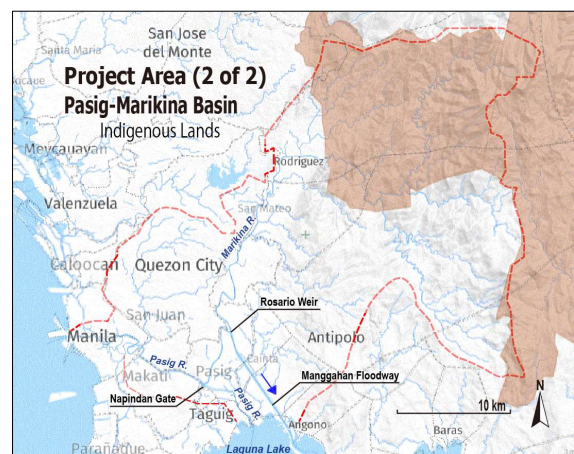 San Jose
del Monte
Santa Maria
Project Area (2 of 2)
Pasig-Marikina Basin
Indigenous Lands
Meycauayan
Rodriguez
Valenzuela
San Mateo
Marikina R.
Caloocan
Quezon City
Rosario Weir
San Juan
Manila
Antipolo
Pasig R.
Cainta
Makati
Pasig
Manggahan Floodway
Napindan Gate
Pasig R.
Taguig
N
10 km
Angono
Baras
Parañaque
Laguna Lake